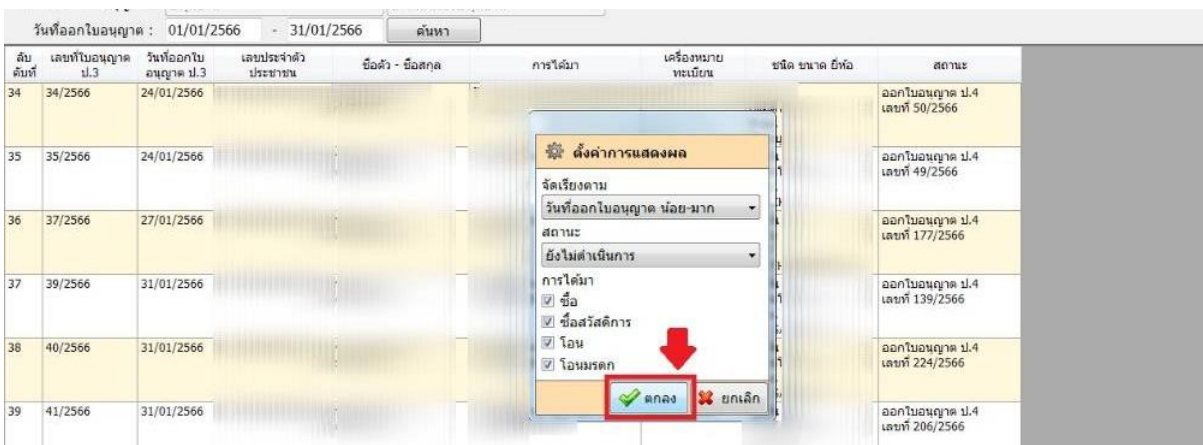 วันที่ออกใบอนุญาต : 01/01/2566 - 31/01/2566 ค้นหา
ลับดับที่ เลขที่ใบอนุญาต ป.3 วันที่ออกใบอนุญาต ป.3 เลขประจำตัวประชาชน ชื่อตัว - ชื่อสกุล การได้มา เครื่องหมายทะเบียน ชนิด ขนาด ยี่ห้อ สถานะ
34 34/2566 24/01/2566 ออกใบอนุญาต ป.4
เลขที่ 50/2566
35 35/2566 24/01/2566 ออกใบอนุญาต ป.4
เลขที่ 49/2566
36 37/2566 27/01/2566 ออกใบอนุญาต ป.4
เลขที่ 177/2566
37 39/2566 31/01/2566 ออกใบอนุญาต ป.4
เลขที่ 139/2566
38 40/2566 31/01/2566 ออกใบอนุญาต ป.4
เลขที่ 224/2566
39 41/2566 31/01/2566 ออกใบอนุญาต ป.4
เลขที่ 206/2566
ตั้งค่าการแสดงผล
จัดเรียงตาม
วันที่ออกใบอนุญาต น้อย-มาก
สถานะ
ยังไม่ดำเนินการ
การได้มา
ซื้อ
ซื้อสวัสดิการ
โอน
โอนมรดก
ตกลง ยกเลิก